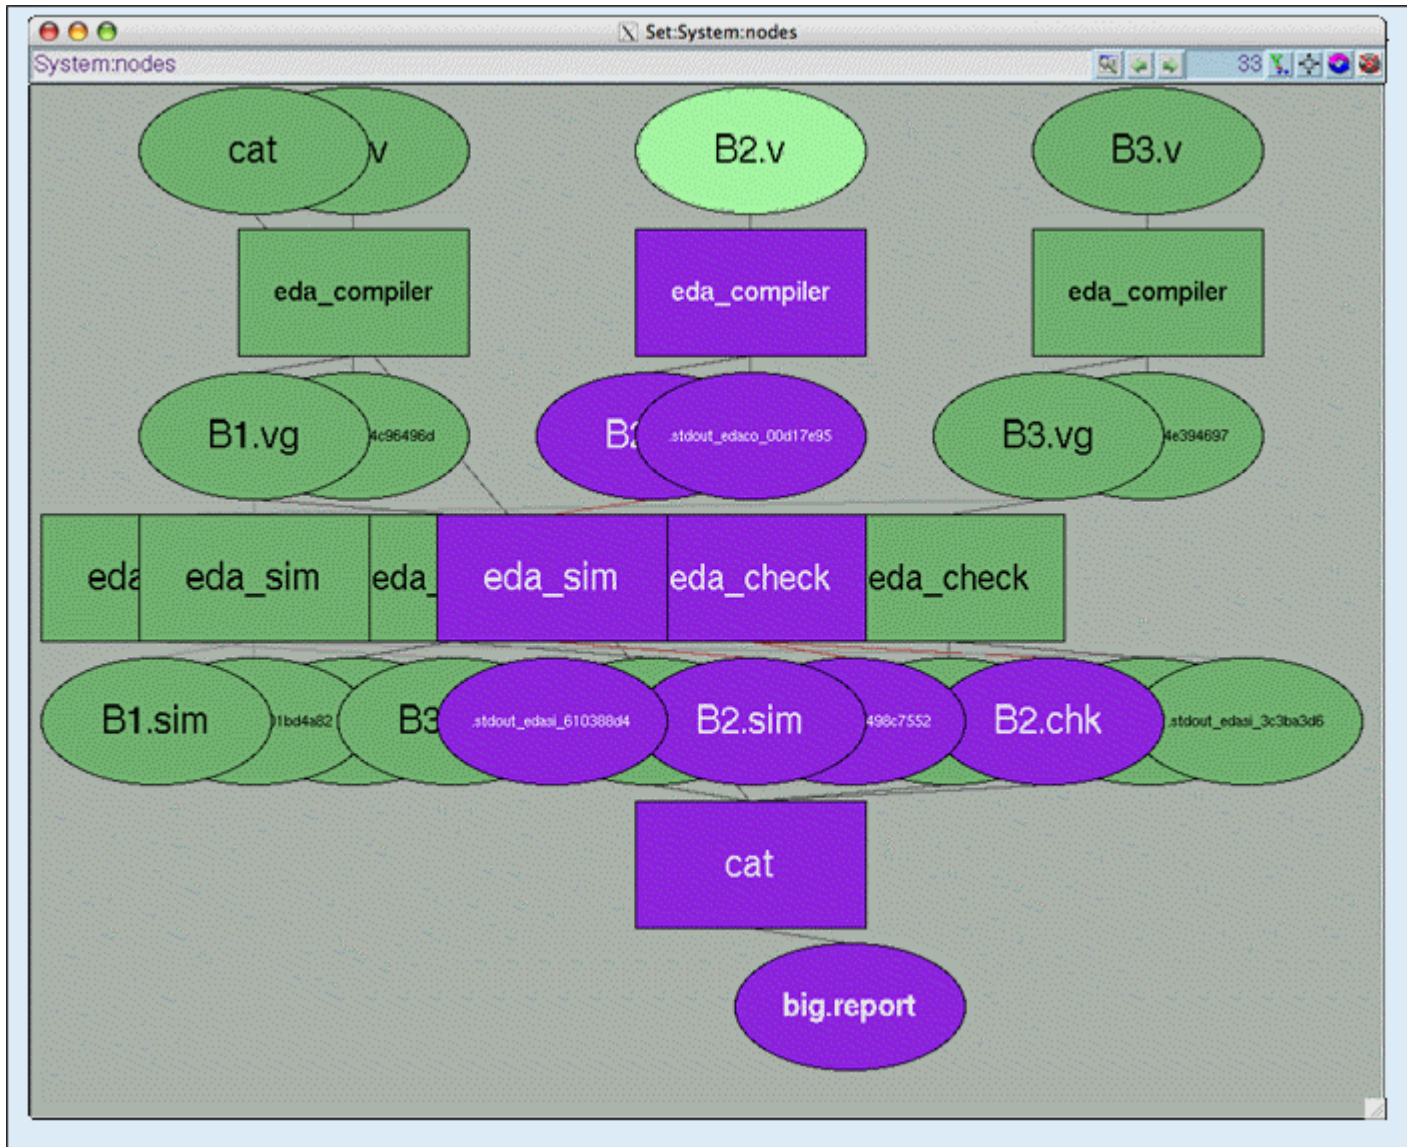 Set:System:nodes
System:nodes
33
cat
v
B2.v
B3.v
eda_compiler
eda_compiler
eda_compiler
B1.vg
4c96496d
B2
.stdout_edaco_00d17e95
B3.vg
4e394697
eda
eda_sim
eda_
eda_sim
eda_check
eda_check
B1.sim
1bd4a82
B3
.stdout_edasi_610388d4
B2.sim
498c7552
B2.chk
.stdout_edasi_3c3ba3d6
cat
big.report